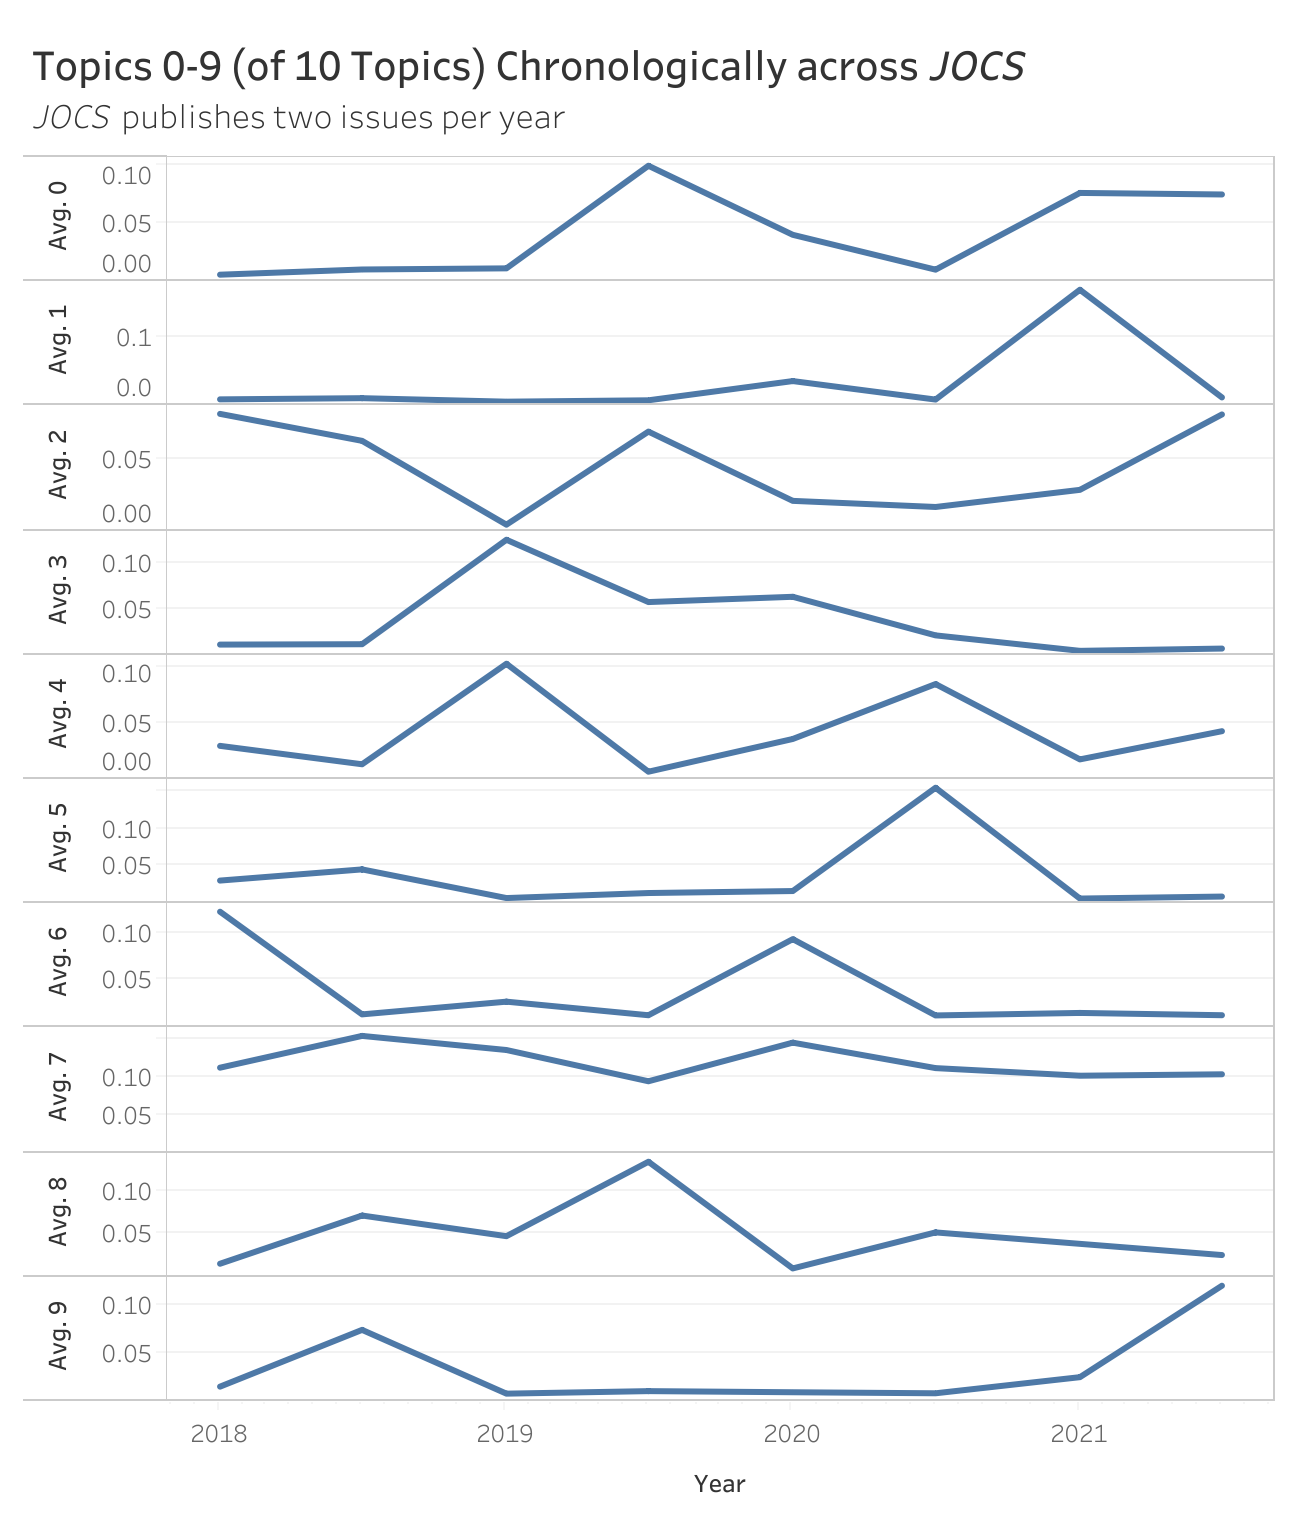 Topics 0-9 (of 10 Topics) Chronologically across JOCS
JOCS publishes two issues per year
Avg. 0
0.10
0.05
0.00
Avg. 1
0.1
0.0
Avg. 2
0.05
0.00
Avg. 3
0.10
0.05
Avg. 4
0.10
0.05
0.00
Avg. 5
0.10
0.05
Avg. 6
0.10
0.05
Avg. 7
0.10
0.05
Avg. 8
0.10
0.05
Avg. 9
0.10
0.05
2018 2019 2020 2021
Year